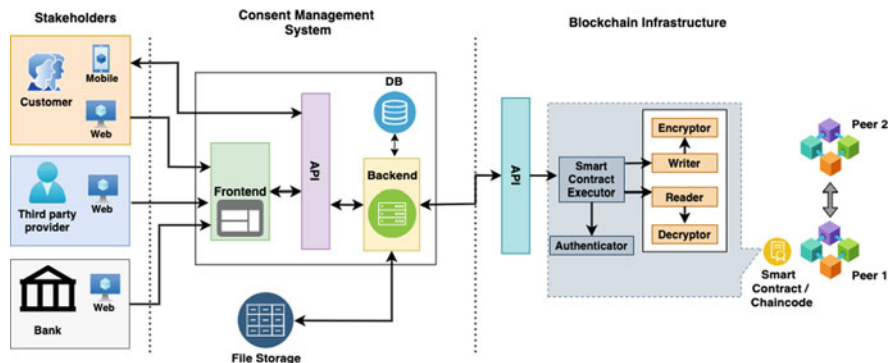 Stakeholders
Consent Management
System
Blockchain Infrastructure
Mobile
Customer
Web
Third party
provider
Web
Bank
Web
Frontend
API
DB
Backend
File Storage
API
Smart
Contract
Executor
Authenticator
Encryptor
Writer
Reader
Decryptor
Smart
Contract /
Chaincode
Peer 2
Peer 1